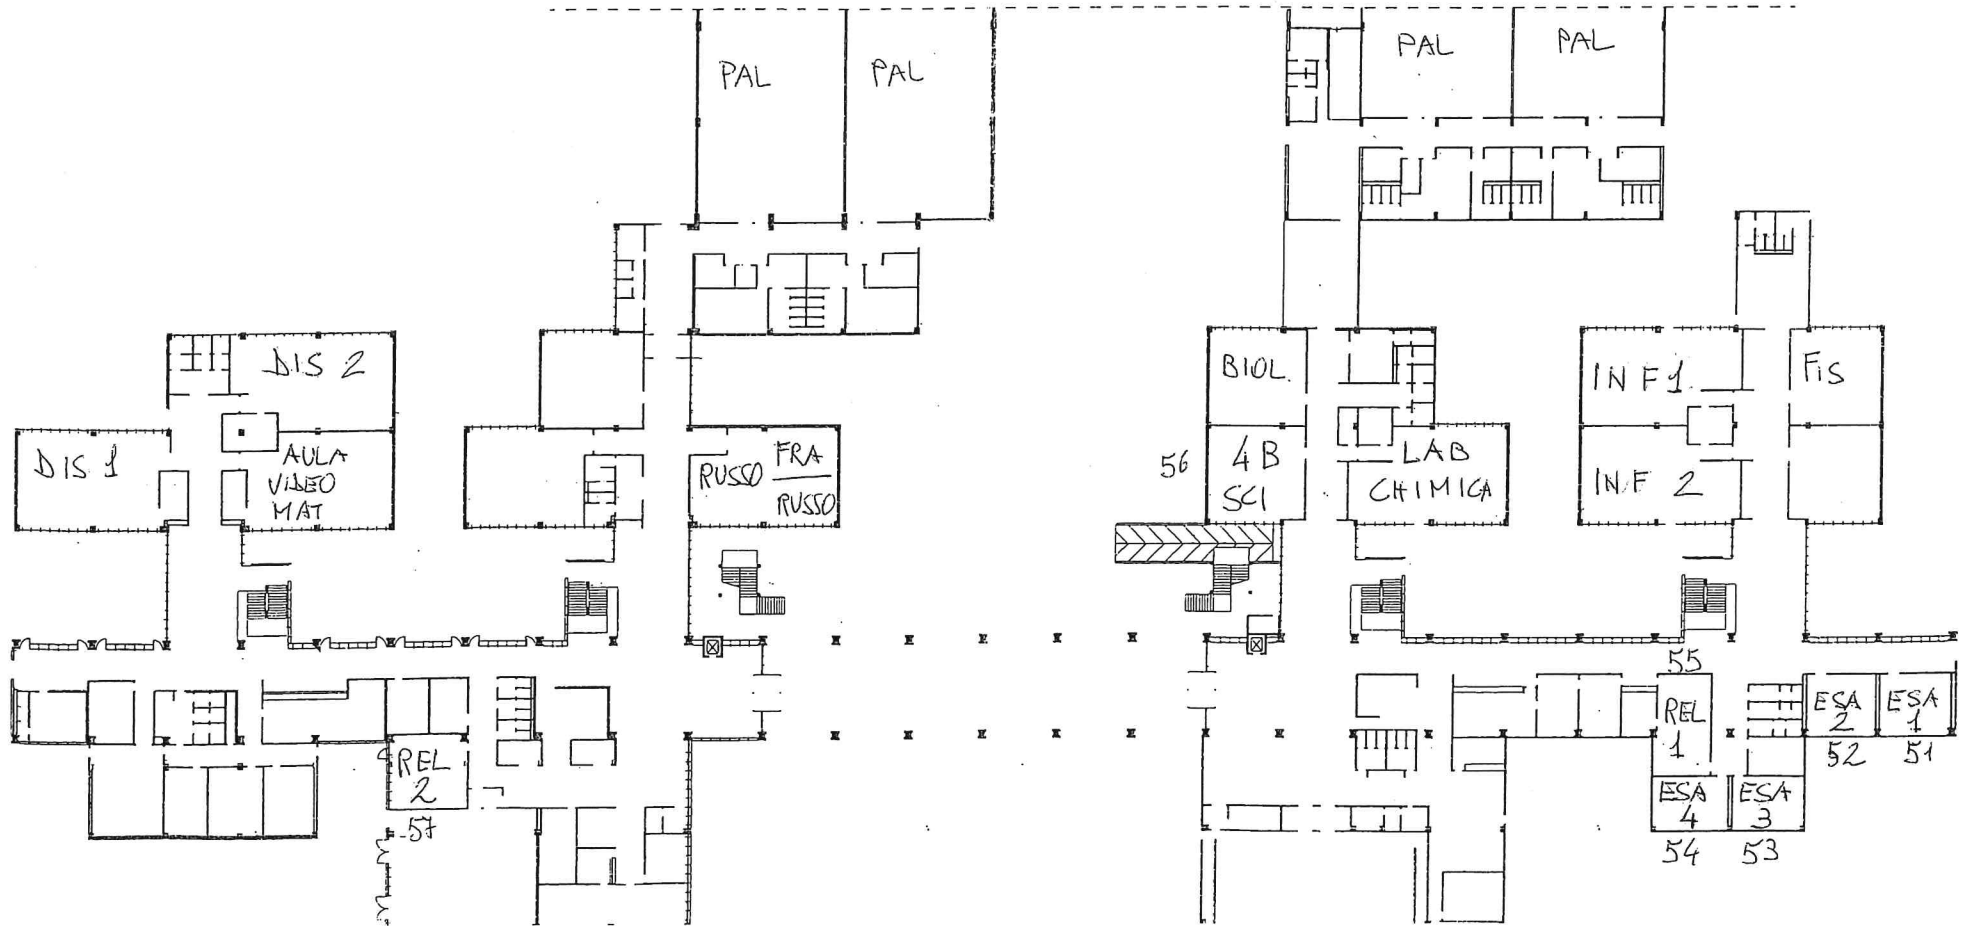 PAL
PAL
PAL
PAL
DIS 2
DIS 1
AULA
VIDEO
MAT
RUSSO
FRA
RUSSO
BIOL.
56
4B
SCI
LAB
CHIMICA
INF 1
FIS
INF 2
55
REL
1
ESA
2
52
ESA
1
51
ESA
4
54
ESA
3
53
REL
2
57